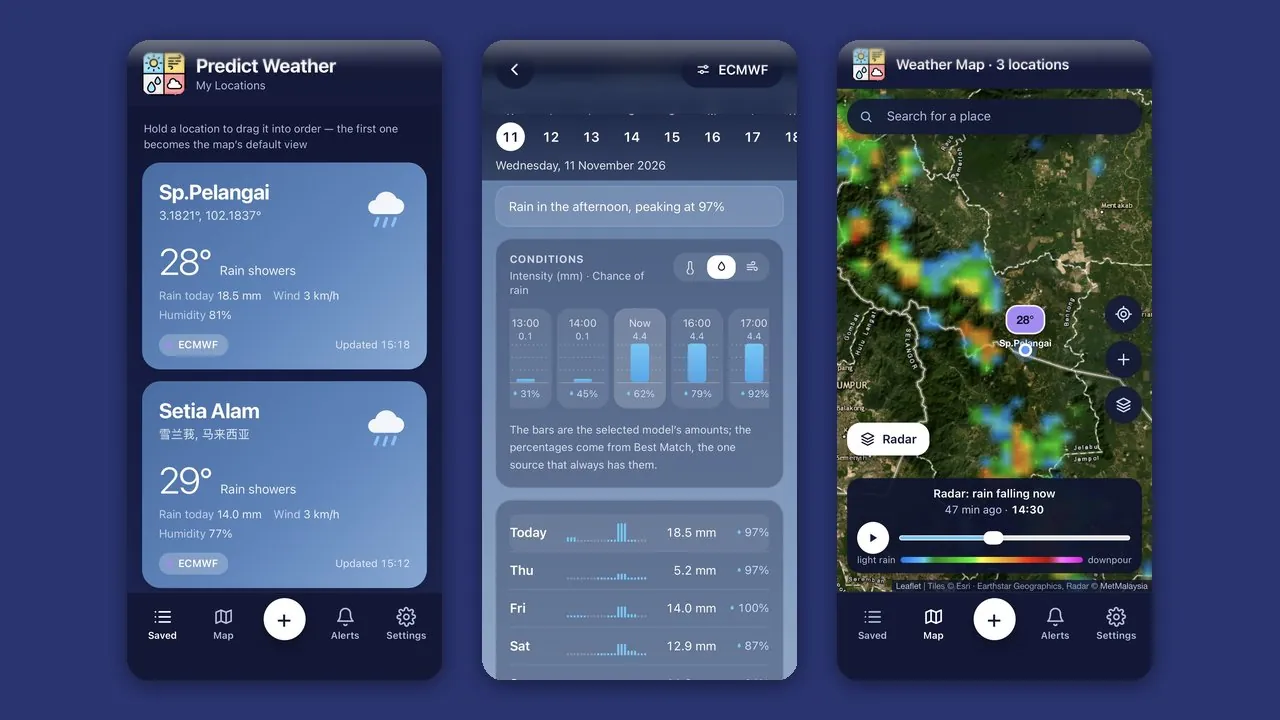 Predict Weather
My Locations
Hold a location to drag it into order — the first one
becomes the map's default view
Sp.Pelangai
3.1821°, 102.1837°
28° Rain showers
Rain today 18.5 mm Wind 3 km/h
Humidity 81%
ECMWF Updated 15:18
Setia Alam
雪兰莪, 马来西亚
29° Rain showers
Rain today 14.0 mm Wind 3 km/h
Humidity 77%
ECMWF Updated 15:12
Saved Map + Alerts Settings
ECMWF
11 12 13 14 15 16 17 18
Wednesday, 11 November 2026
Rain in the afternoon, peaking at 97%
CONDITIONS
Intensity (mm) · Chance of
rain
13:00 14:00 Now 16:00 17:00
0.1 0.1 4.4 4.4 4.4
31% 45% 62% 79% 92%
The bars are the selected model's amounts; the
percentages come from Best Match, the one
source that always has them.
Today 18.5 mm 97%
Thu 5.2 mm 97%
Fri 14.0 mm 100%
Sat 12.9 mm 87%
Weather Map · 3 locations
Search for a place
Mentakab
28°
Sp.Pelangai
Bentong
Gombak
Hulu Langat
SELANGOR
UMPUR
Radar
Jelebu
Jempol
Radar: rain falling now
47 min ago · 14:30
light rain downpour
Leaflet | Tiles © Esri · Earthstar Geographics, Radar © MetMalaysia
Saved Map + Alerts Settings